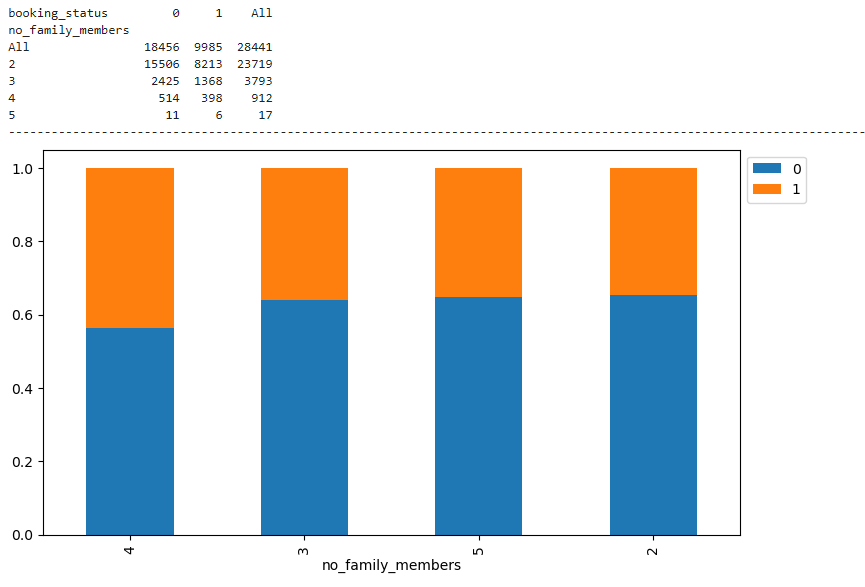 booking_status 0 1 All
no_family_members
All 18456 9985 28441
2 15506 8213 23719
3 2425 1368 3793
4 514 398 912
5 11 6 17
------------------------------------------------------------------------------------------------------------------------
1.0
0.8
0.6
0.4
0.2
0.0
4 3 5 2
no_family_members
0
1